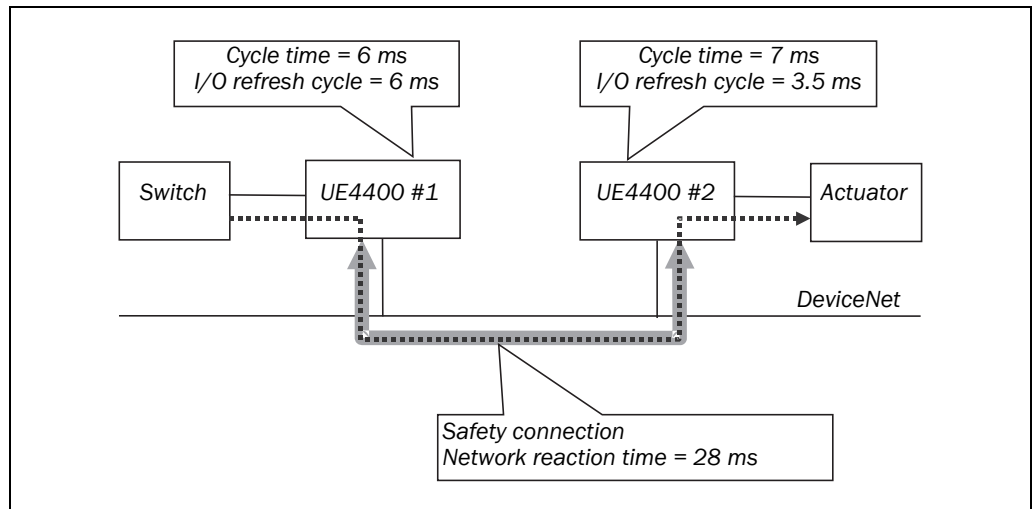 Cycle time = 6 ms
I/O refresh cycle = 6 ms
Cycle time = 7 ms
I/O refresh cycle = 3.5 ms
Switch
UE4400 #1
UE4400 #2
Actuator
DeviceNet
Safety connection
Network reaction time = 28 ms